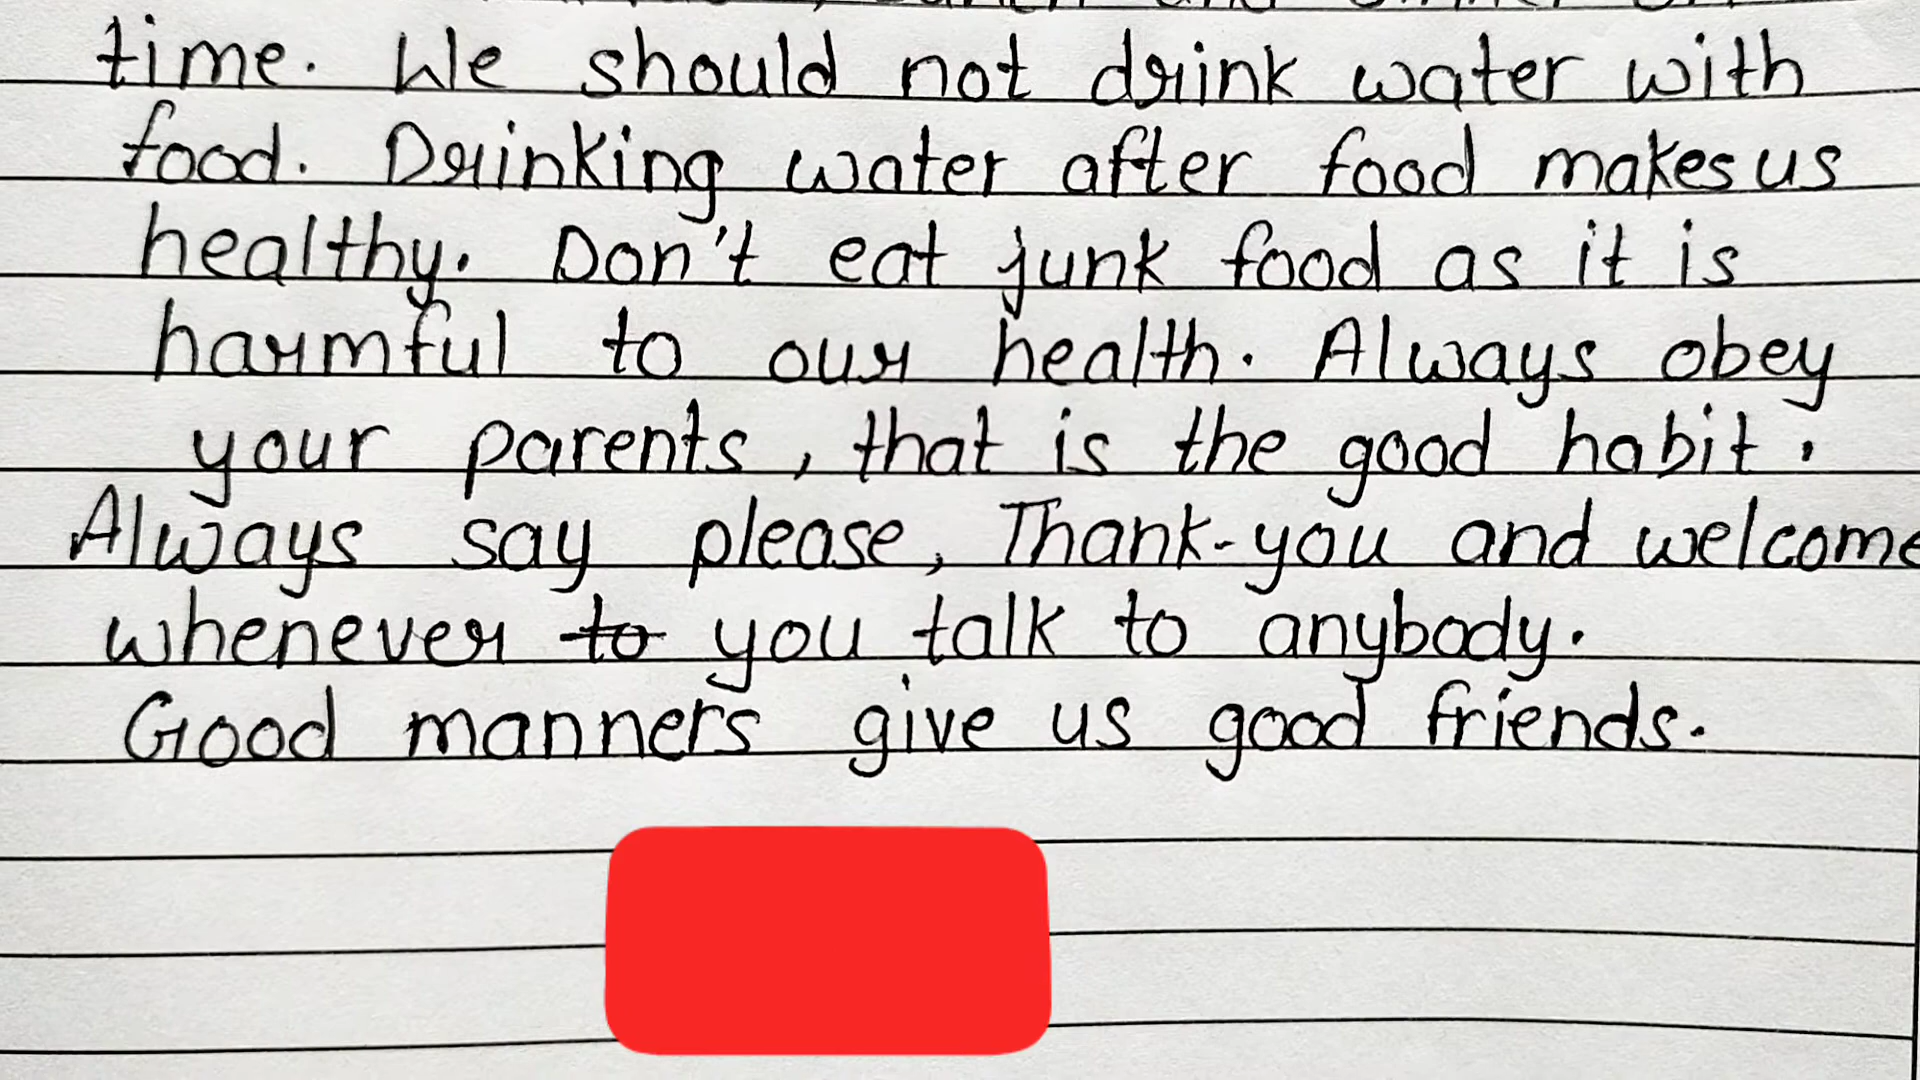 time. We should not drink water with
food. Drinking water after food makes us
healthy. Don't eat junk food as it is
harmful to our health. Always obey
your parents, that is the good habit.
Always say please, Thank-you and welcome
whenever to you talk to anybody.
Good manners give us good friends.